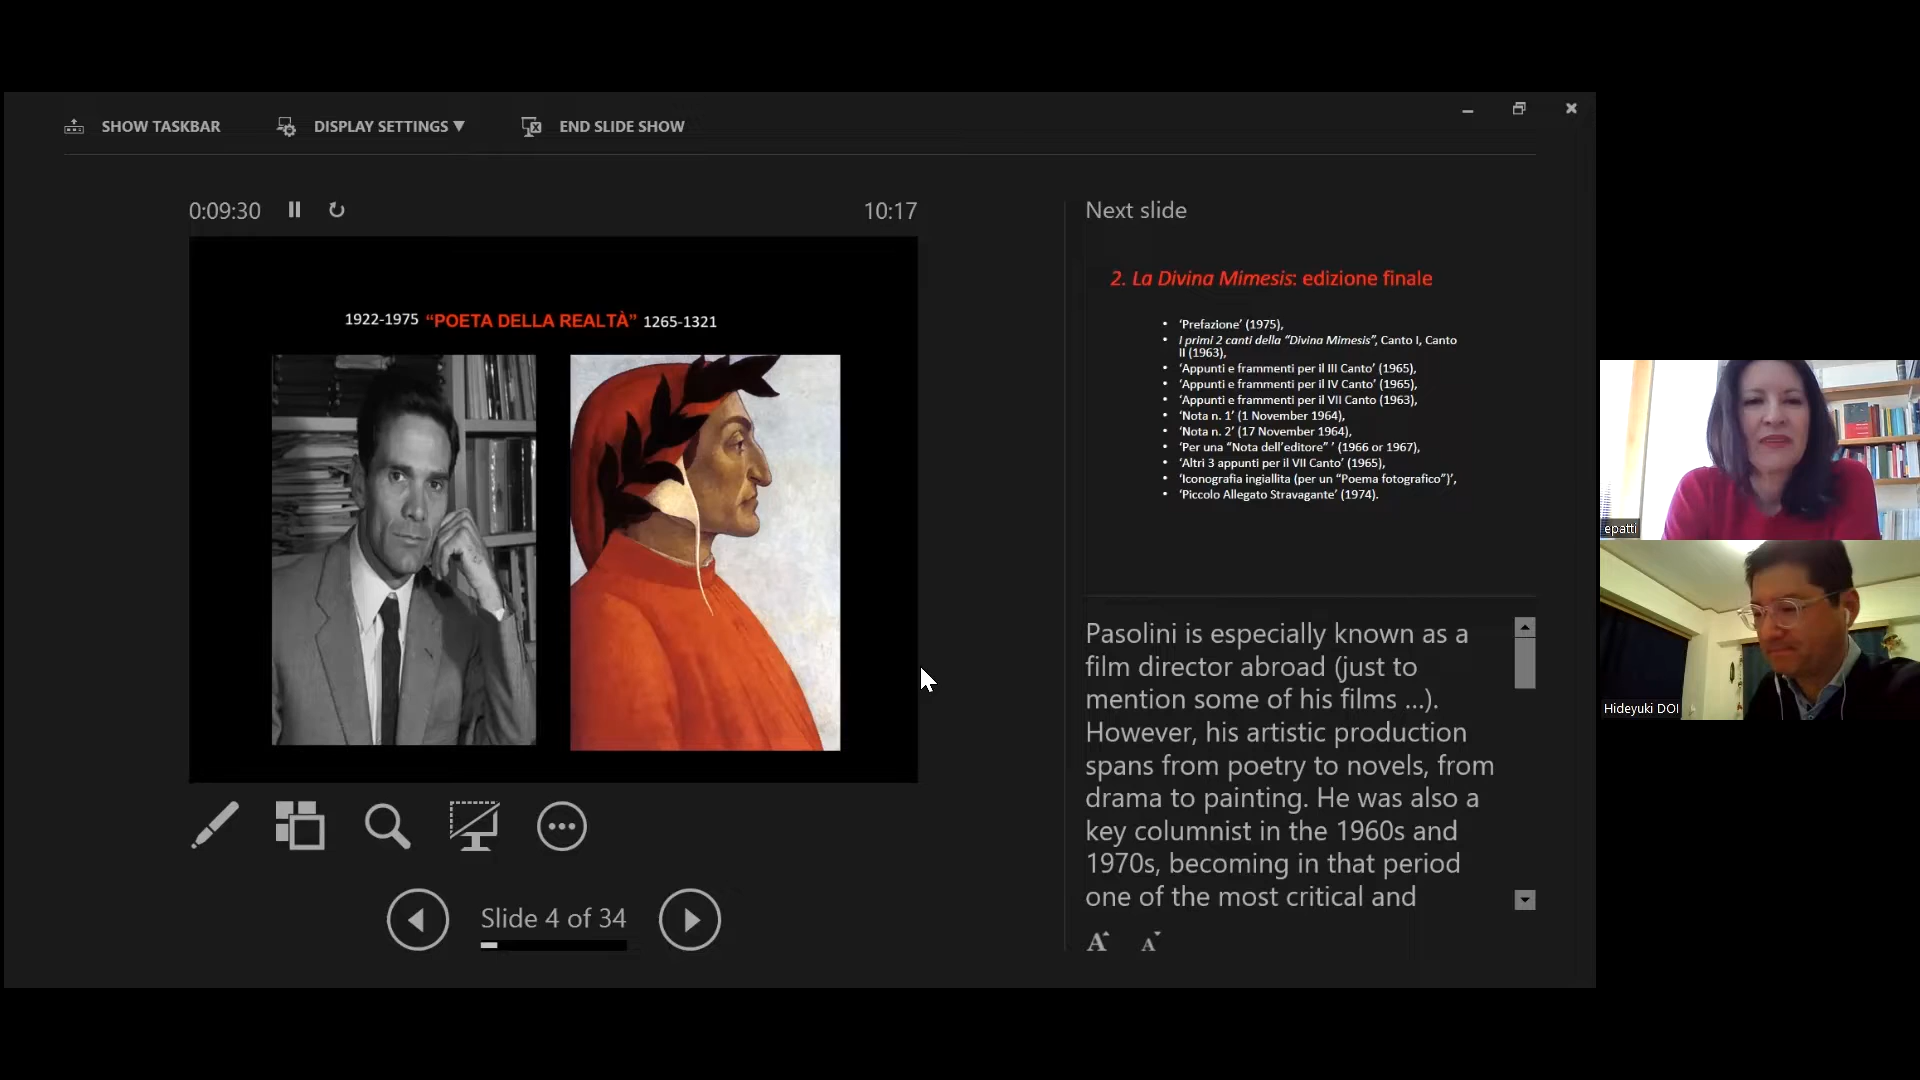 SHOW TASKBAR
DISPLAY SETTINGS ▼
END SLIDE SHOW
0:09:30
10:17
1922-1975 “POETA DELLA REALTÀ” 1265-1321
Slide 4 of 34
Next slide
2. La Divina Mimesis: edizione finale
• ‘Prefazione’ (1975),
• I primi 2 canti della “Divina Mimesis”, Canto I, Canto
II (1963),
• ‘Appunti e frammenti per il III Canto’ (1965),
• ‘Appunti e frammenti per il IV Canto’ (1965),
• ‘Appunti e frammenti per il VII Canto (1963),
• ‘Nota n. 1’ (1 November 1964),
• ‘Nota n. 2’ (17 November 1964),
• ‘Per una “Nota dell’editore” ’ (1966 or 1967),
• ‘Altri 3 appunti per il VII Canto’ (1965),
• ‘Iconografia ingiallita (per un “Poema fotografico”)’,
• ‘Piccolo Allegato Stravagante’ (1974).
Pasolini is especially known as a
film director abroad (just to
mention some of his films ...).
However, his artistic production
spans from poetry to novels, from
drama to painting. He was also a
key columnist in the 1960s and
1970s, becoming in that period
one of the most critical and
A A
epatti
Hideyuki DOI